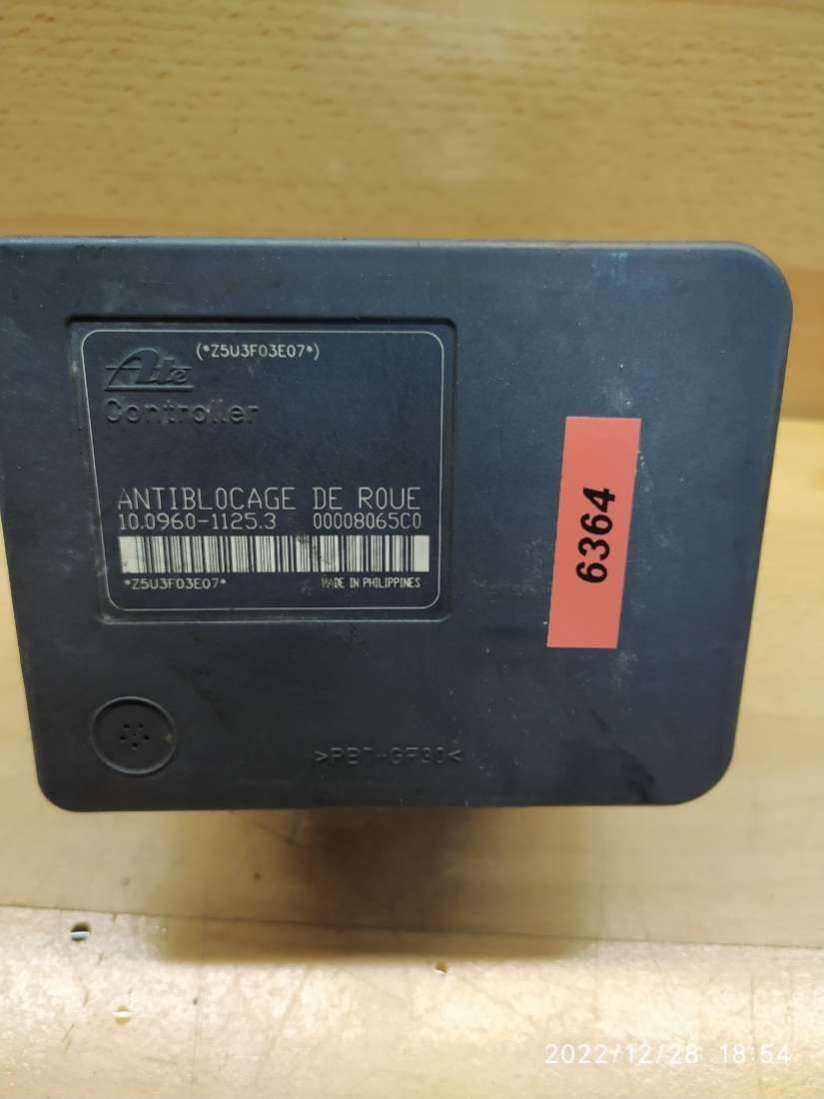 (*Z5U3F03E07*)
Ate
Controller
ANTIBLOCAGE DE ROUE
10.0960-1125.3 00008065C0
*Z5U3F03E07* MADE IN PHILIPPINES
6364
>PBT-GF30<
2022/12/28 18:54